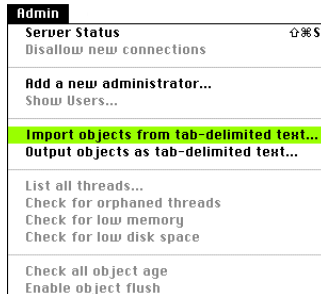 Admin
Server Status ⇧⌘S
Disallow new connections
Add a new administrator...
Show Users...
Import objects from tab-delimited text...
Output objects as tab-delimited text...
List all threads...
Check for orphaned threads
Check for low memory
Check for low disk space
Check all object age
Enable object flush